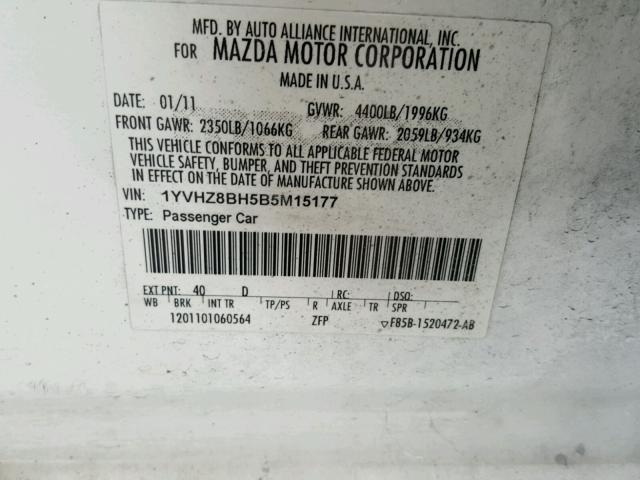 MFD. BY AUTO ALLIANCE INTERNATIONAL, INC.
FOR MAZDA MOTOR CORPORATION
MADE IN U.S.A.
DATE: 01/11 GVWR: 4400LB/1996KG
FRONT GAWR: 2350LB/1066KG REAR GAWR: 2059LB/934KG
THIS VEHICLE CONFORMS TO ALL APPLICABLE FEDERAL MOTOR
VEHICLE SAFETY, BUMPER, AND THEFT PREVENTION STANDARDS
IN EFFECT ON THE DATE OF MANUFACTURE SHOWN ABOVE.
VIN: 1YVHZ8BH5B5M15177
TYPE: Passenger Car
EXT PNT: 40 D RC: DSO:
WB BRK INT TR TP/PS R AXLE TR SPR
1201101060564 ZFP ▽F85B-1520472-AB